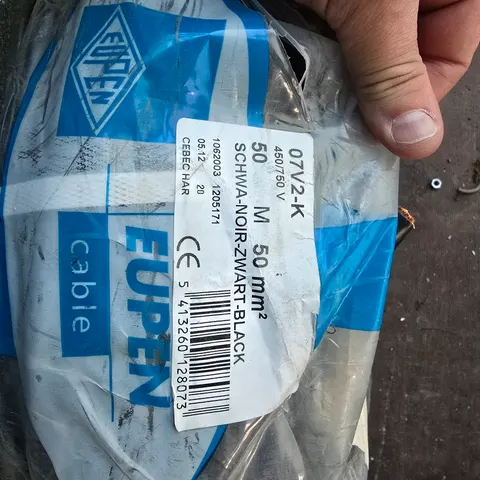 EUPEN
07V2-K
450/750 V
50 M 50 mm²
SCHWA-NOIR-ZWART-BLACK
1062003 1205171
05.12 20
CEBEC HAR
CE
5 413260 128073
EUPEN
cable